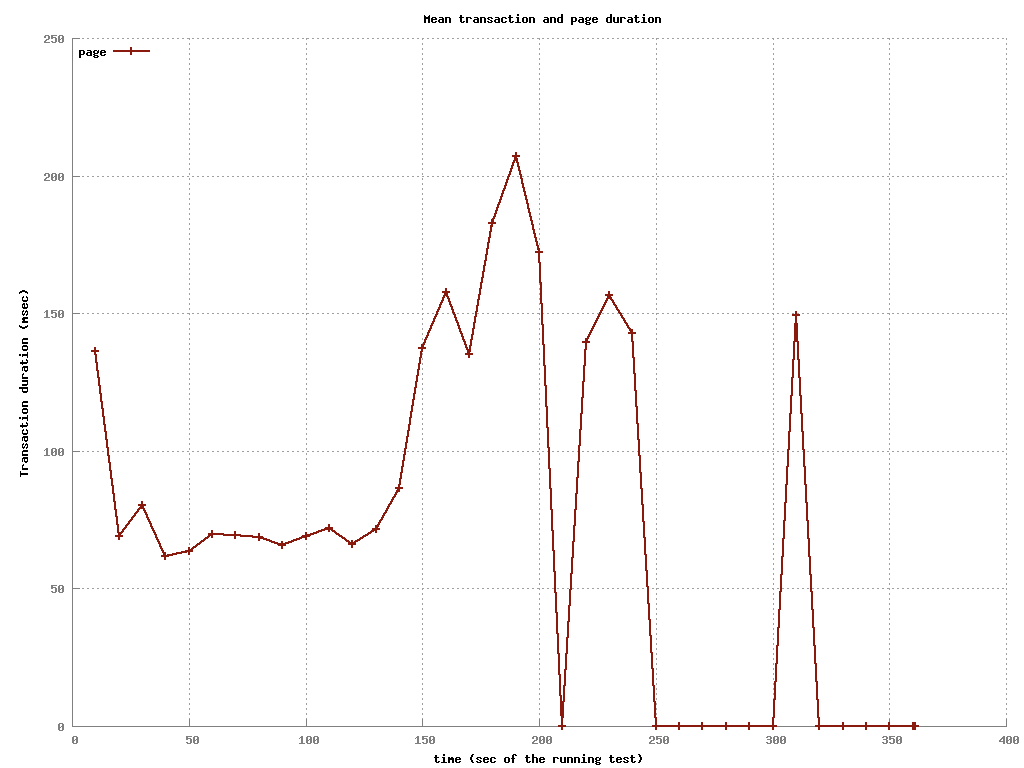 Mean transaction and page duration
250
page
200
150
100
50
0
Transaction duration (msec)
0 50 100 150 200 250 300 350 400
time (sec of the running test)